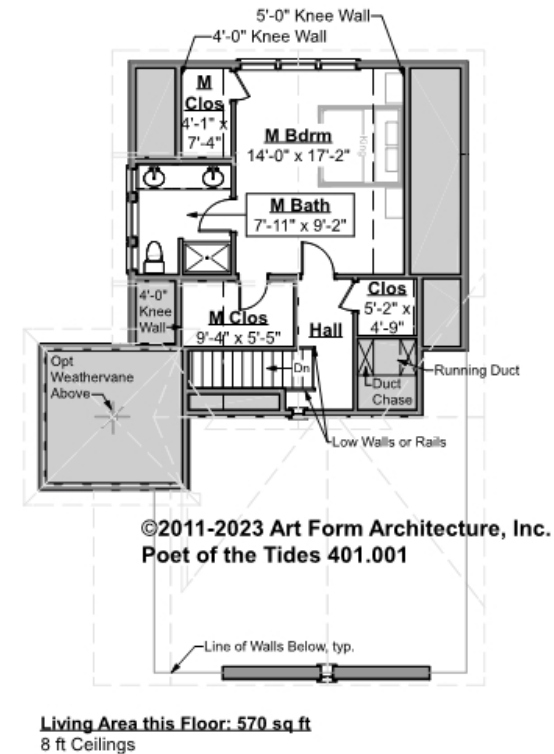 5'-0" Knee Wall
4'-0" Knee Wall
M
Clos
4'-1" x
7'-4"
M Bdrm
14'-0" x 17'-2"
King
M Bath
7'-11" x 9'-2"
4'-0"
Knee
Wall
M Clos
9'-4" x 5'-5"
Hall
Clos
5'-2" x
4'-9"
Opt
Weathervane
Above
Dn
Running Duct
Duct
Chase
Low Walls or Rails
©2011-2023 Art Form Architecture, Inc.
Poet of the Tides 401.001
Line of Walls Below, typ.
Living Area this Floor: 570 sq ft
8 ft Ceilings